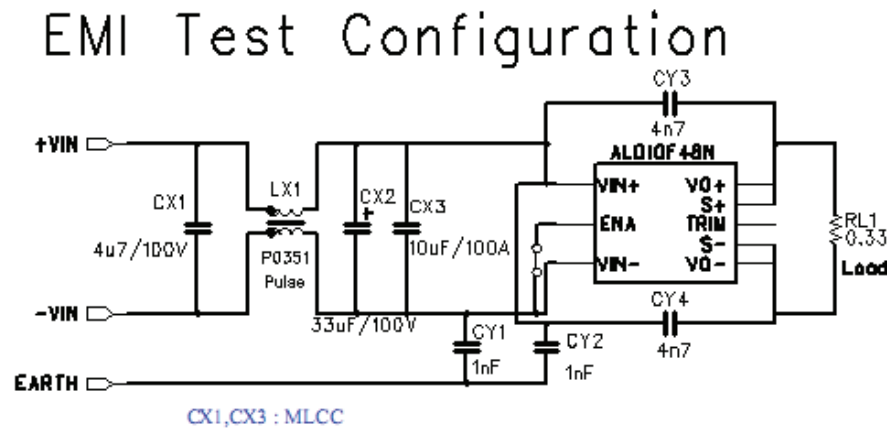 EMI Test Configuration
CY3
4n7
+VIN
ALO10F48N
LX1
CX1
CX2
+
CX3
VIN+
VO+
S+
ENA
TRIM
RL1
0.33
4u7/100V
P0351
Pulse
10uF/100A
S-
VIN-
VO-
Load
-VIN
CY4
33uF/100V
4n7
CY1
CY2
1nF
1nF
EARTH
CX1,CX3 : MLCC